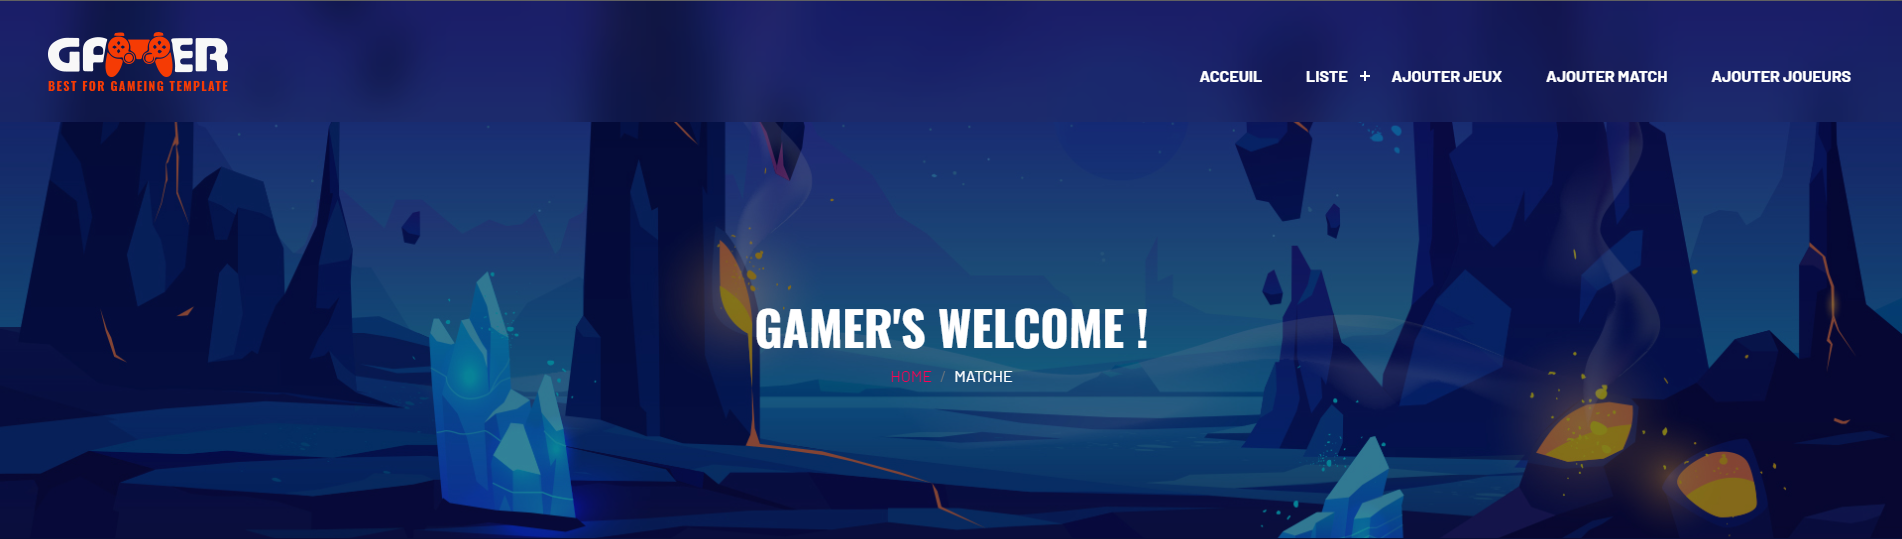 GAMER
BEST FOR GAMEING TEMPLATE
ACCEUIL LISTE + AJOUTER JEUX AJOUTER MATCH AJOUTER JOUEURS
GAMER'S WELCOME !
HOME / MATCHE